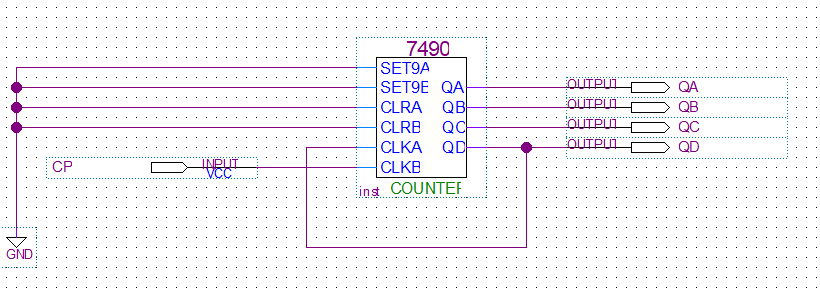 7490
SET9A
SET9B QA OUTPUT QA
CLRA QB OUTPUT QB
CLRB QC OUTPUT QC
CLKA QD OUTPUT QD
CP INPUT CLKB
VCC
inst COUNTER
GND